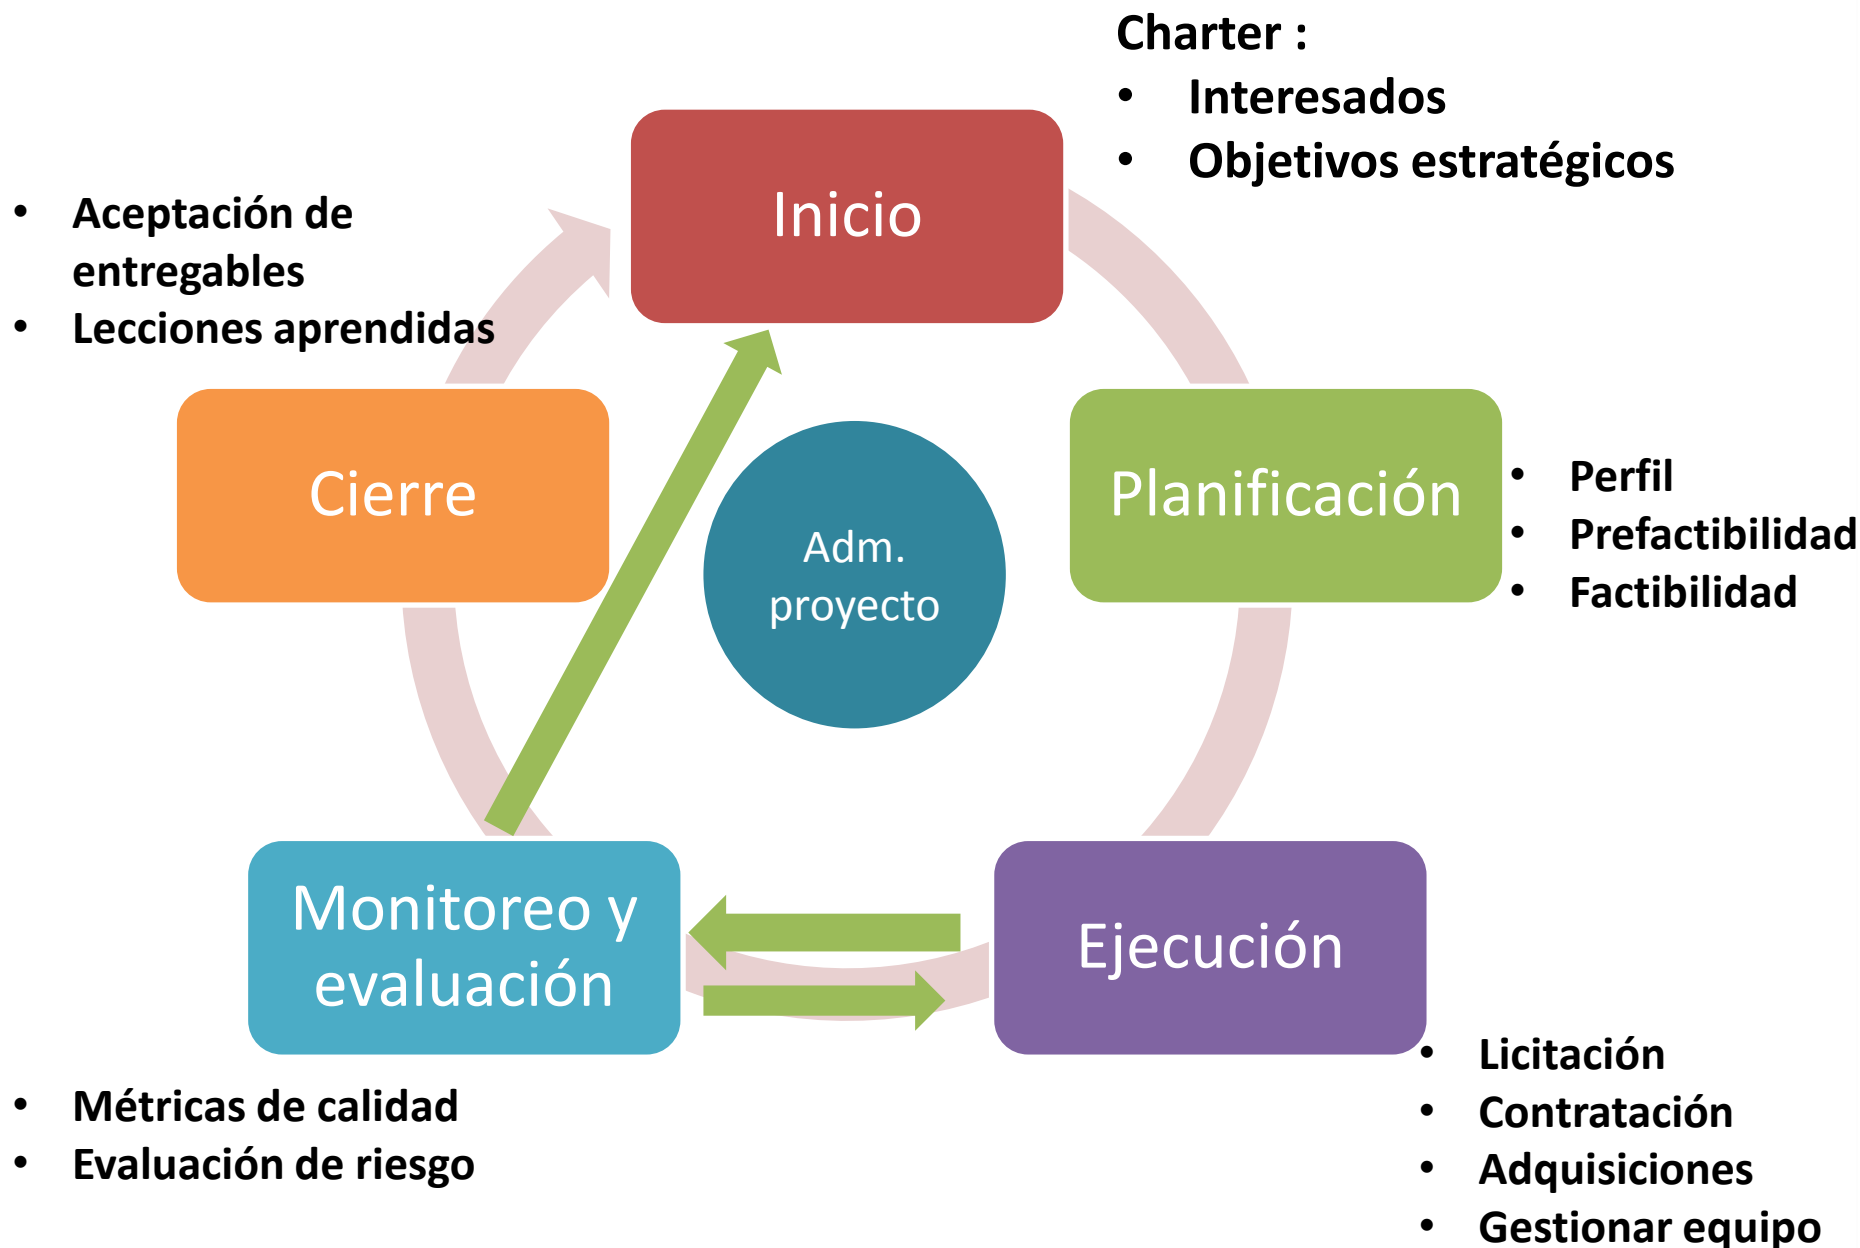 Charter :
• Interesados
• Objetivos estratégicos
Inicio
• Aceptación de
entregables
• Lecciones aprendidas
Cierre
Planificación
• Perfil
• Prefactibilidad
• Factibilidad
Adm.
proyecto
Monitoreo y
evaluación
Ejecución
• Métricas de calidad
• Evaluación de riesgo
• Licitación
• Contratación
• Adquisiciones
• Gestionar equipo